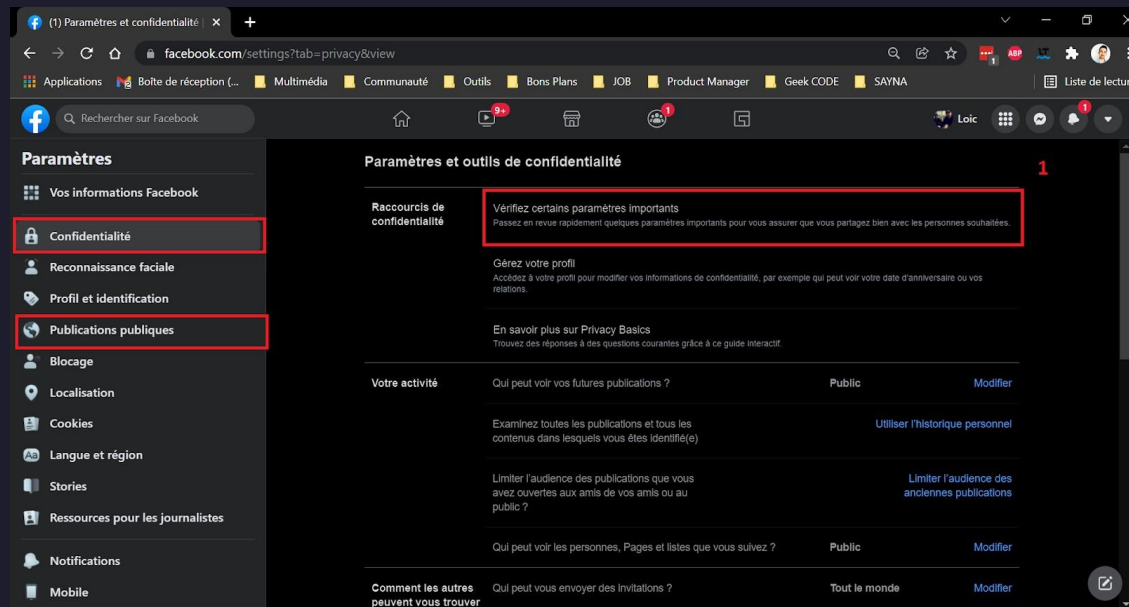 (1) Paramètres et confidentialité
facebook.com/settings?tab=privacy&view
ABP
1
Applications
Boîte de réception (...
Multimédia
Communauté
Outils
Bons Plans
JOB
Product Manager
Geek CODE
SAYNA
Liste de lectur
Rechercher sur Facebook
9+
1
Loic
1
Paramètres
Vos informations Facebook
Confidentialité
Reconnaissance faciale
Profil et identification
Publications publiques
Blocage
Localisation
Cookies
Aa
Langue et région
Stories
Ressources pour les journalistes
Notifications
Mobile
Paramètres et outils de confidentialité
1
Raccourcis de
confidentialité
Vérifiez certains paramètres importants
Passez en revue rapidement quelques paramètres importants pour vous assurer que vous partagez bien avec les personnes souhaitées.
Gérez votre profil
Accédez à votre profil pour modifier vos informations de confidentialité, par exemple qui peut voir votre date d'anniversaire ou vos
relations.
En savoir plus sur Privacy Basics
Trouvez des réponses à des questions courantes grâce à ce guide interactif.
Votre activité
Qui peut voir vos futures publications ?
Public
Modifier
Examinez toutes les publications et tous les
contenus dans lesquels vous êtes identifié(e)
Utiliser l'historique personnel
Limiter l'audience des publications que vous
avez ouvertes aux amis de vos amis ou au
public ?
Limiter l'audience des
anciennes publications
Qui peut voir les personnes, Pages et listes que vous suivez ?
Public
Modifier
Comment les autres
peuvent vous trouver
Qui peut vous envoyer des invitations ?
Tout le monde
Modifier